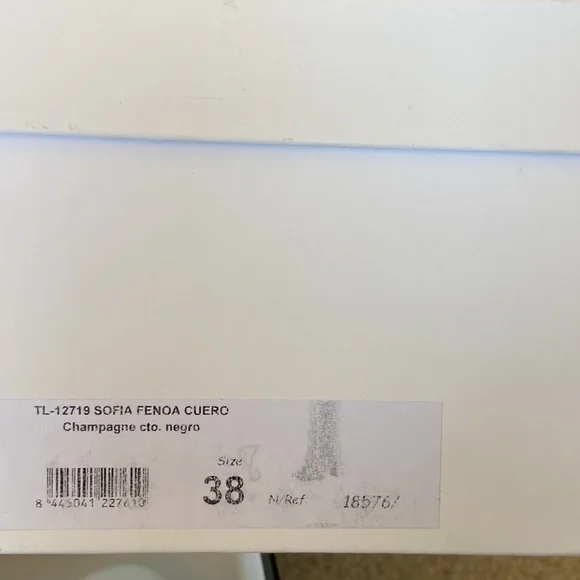 TL-12719 SOFIA FENOA CUERO
Champagne cto. negro
Size
38
N/Ref. 18576/
8 445041 227610